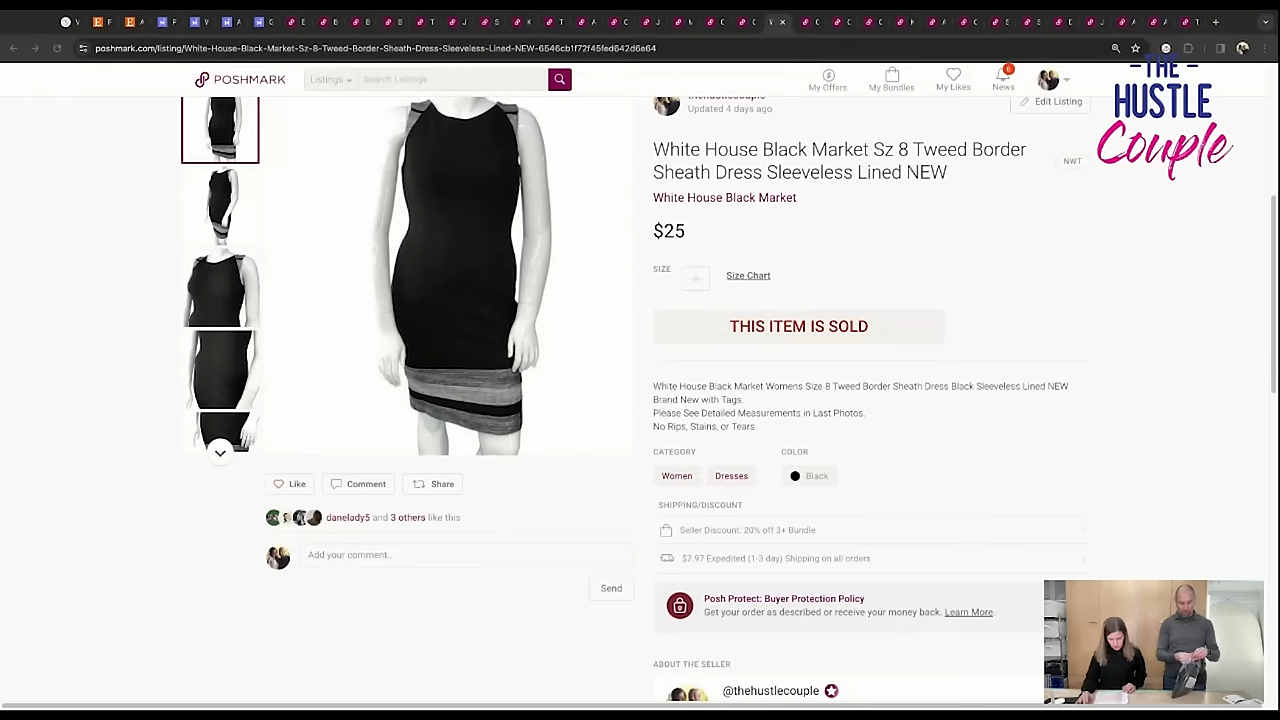 poshmark.com/listing/White-House-Black-Market-Sz-8-Tweed-Border-Sheath-Dress-Sleeveless-Lined-NEW-6546cb1f72f45fed642d6e64
POSHMARK
Listings
Search Listings
My Offers
My Bundles
My Likes
6
News
-THE-
HUSTLE
Couple
Updated 4 days ago
Edit Listing
White House Black Market Sz 8 Tweed Border
Sheath Dress Sleeveless Lined NEW
NWT
White House Black Market
$25
SIZE
Size Chart
THIS ITEM IS SOLD
White House Black Market Womens Size 8 Tweed Border Sheath Dress Black Sleeveless Lined NEW
Brand New with Tags.
Please See Detailed Measurements in Last Photos.
No Rips, Stains, or Tears
CATEGORY
COLOR
Women
Dresses
Black
Like
Comment
Share
danelady5 and 3 others like this
Add your comment..
Send
SHIPPING/DISCOUNT
Seller Discount: 20% off 3+ Bundle
$7.97 Expedited (1-3 day) Shipping on all orders
Posh Protect: Buyer Protection Policy
Get your order as described or receive your money back. Learn More.
ABOUT THE SELLER
@thehustlecouple